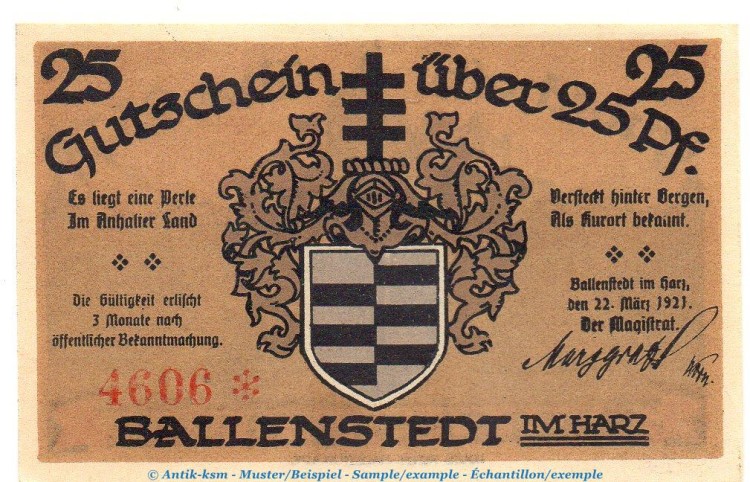 25
25
Gutschein über 25 Pf.
Es liegt eine Perle
Im Anhalter Land
Die Gültigkeit erlischt
3 Monate nach
öffentlicher Bekanntmachung.
Versteckt hinter Bergen,
Als Kurort bekannt.
Ballenstedt im Harz,
den 22. März 1921.
Der Magistrat.
4606 *
BALLENSTEDT IM HARZ
© Antik-ksm - Muster/Beispiel - Sample/example - Échantillon/exemple